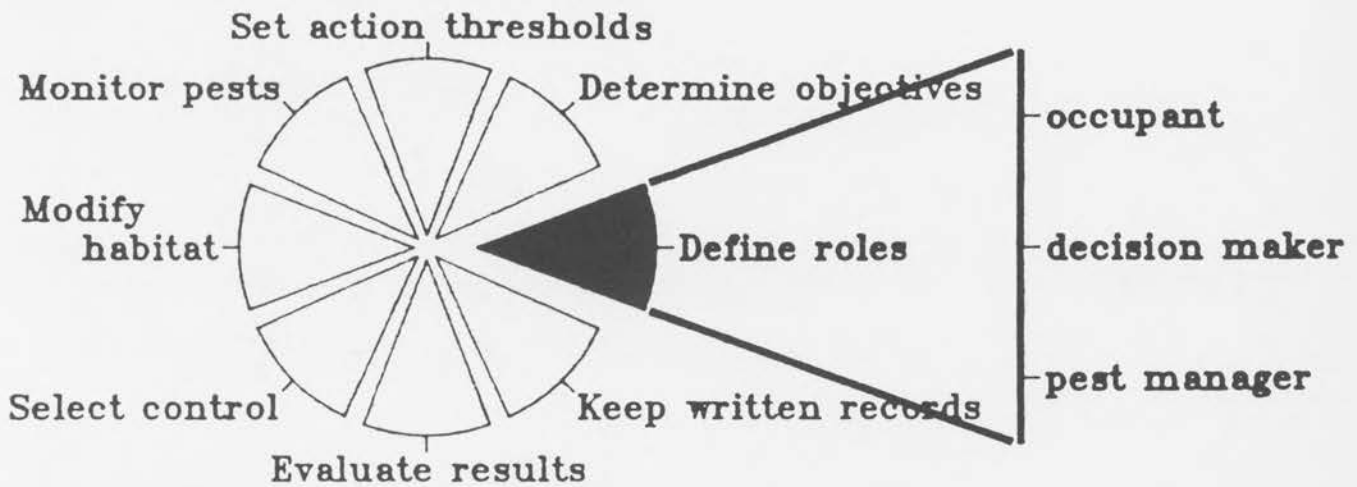 Set action thresholds
Monitor pests
Determine objectives
occupant
Modify
habitat
Define roles
decision maker
pest manager
Select control
Keep written records
Evaluate results